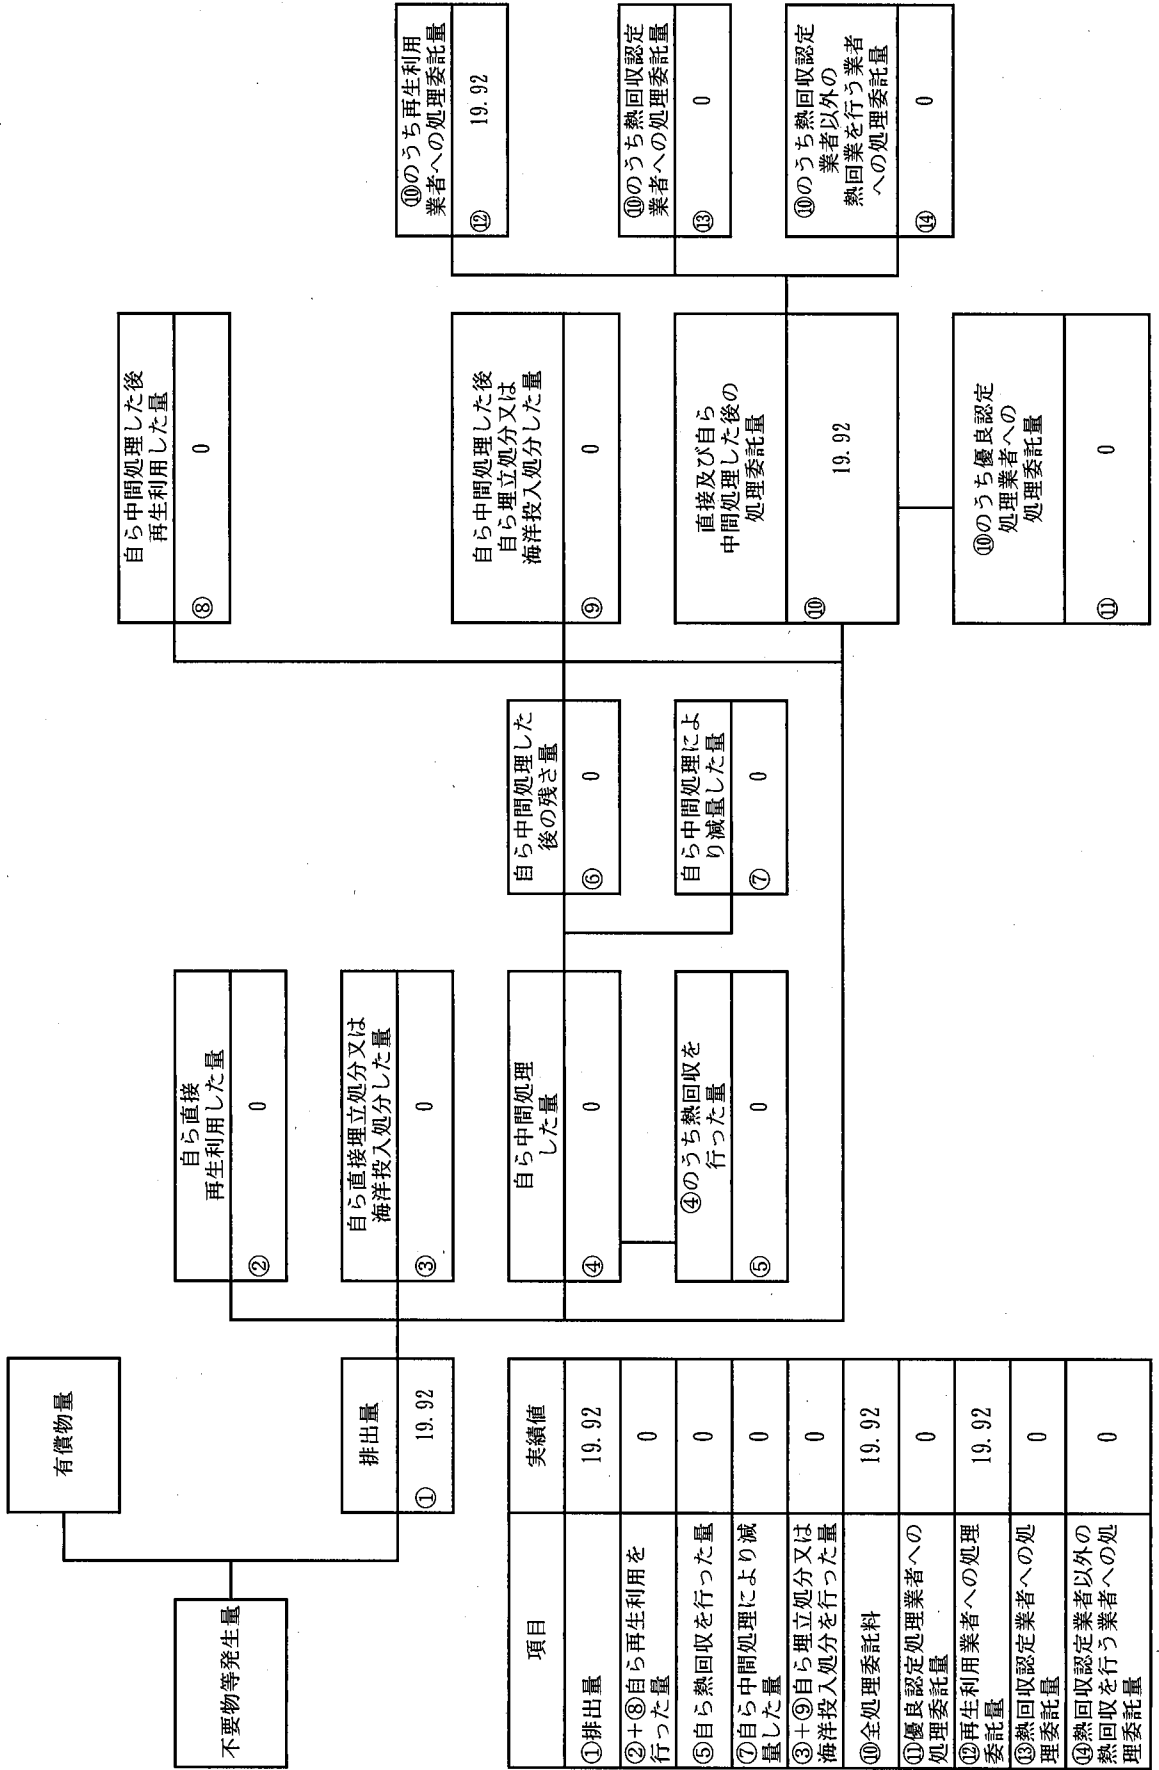 不要物等発生量
有償物量
排出量
① 19.92
自ら直接
再生利用した量
② 0
自ら直接埋立処分又は
海洋投入処分した量
③ 0
自ら中間処理
した量
④ 0
④のうち熱回収を
行った量
⑤ 0
自ら中間処理した
後の残さ量
⑥ 0
自ら中間処理によ
り減量した量
⑦ 0
自ら中間処理した後
再生利用した量
⑧ 0
自ら中間処理した後
自ら埋立処分又は
海洋投入処分した量
⑨ 0
直接及び自ら
中間処理した後の
処理委託量
⑩ 19.92
⑩のうち優良認定
処理業者への
処理委託量
⑪ 0
⑩のうち再生利用
業者への処理委託量
⑫ 19.92
⑩のうち熱回収認定
業者への処理委託量
⑬ 0
⑩のうち熱回収認定
業者以外の
熱回業を行う業者
への処理委託量
⑭ 0
項目 実績値
①排出量 19.92
②+⑧自ら再生利用を
行った量 0
⑤自ら熱回収を行った量 0
⑦自ら中間処理により減
量した量 0
③+⑨自ら埋立処分又は
海洋投入処分を行った量 0
⑩全処理委託料 19.92
⑪優良認定処理業者への
処理委託量 0
⑫再生利用業者への処理
委託量 19.92
⑬熱回収認定業者への処
理委託量 0
⑭熱回収認定業者以外の
熱回収を行う業者への処
理委託量 0